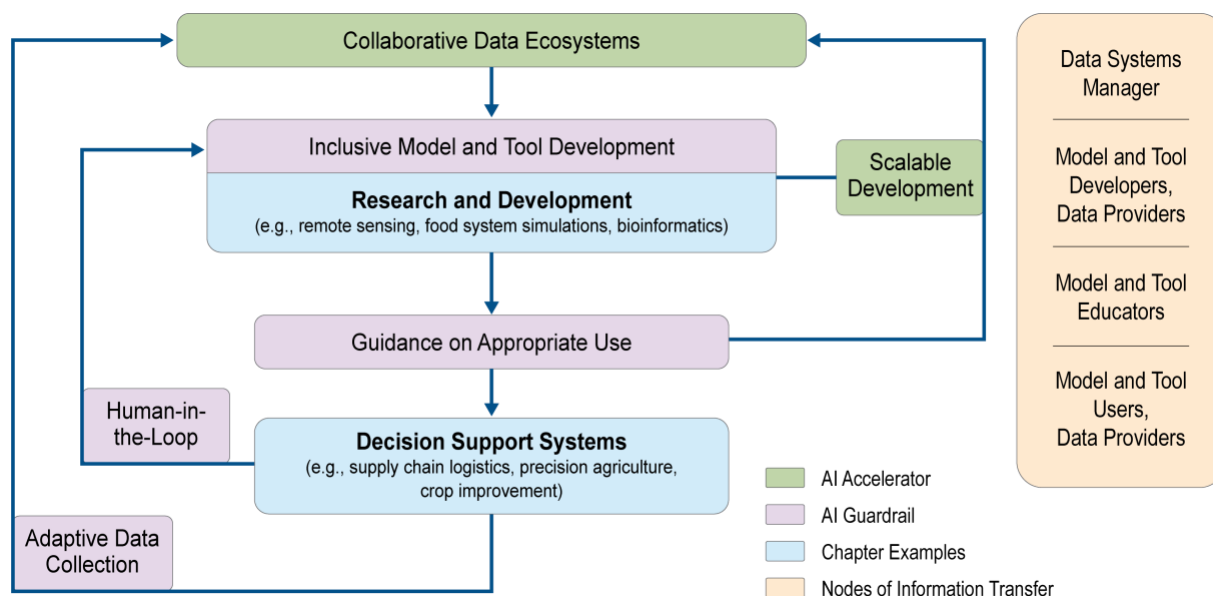 Collaborative Data Ecosystems
Inclusive Model and Tool Development
Research and Development
(e.g., remote sensing, food system simulations, bioinformatics)
Scalable
Development
Guidance on Appropriate Use
Human-in-
the-Loop
Decision Support Systems
(e.g., supply chain logistics, precision agriculture,
crop improvement)
Adaptive Data
Collection
Data Systems
Manager
Model and Tool
Developers,
Data Providers
Model and Tool
Educators
Model and Tool
Users,
Data Providers
AI Accelerator
AI Guardrail
Chapter Examples
Nodes of Information Transfer